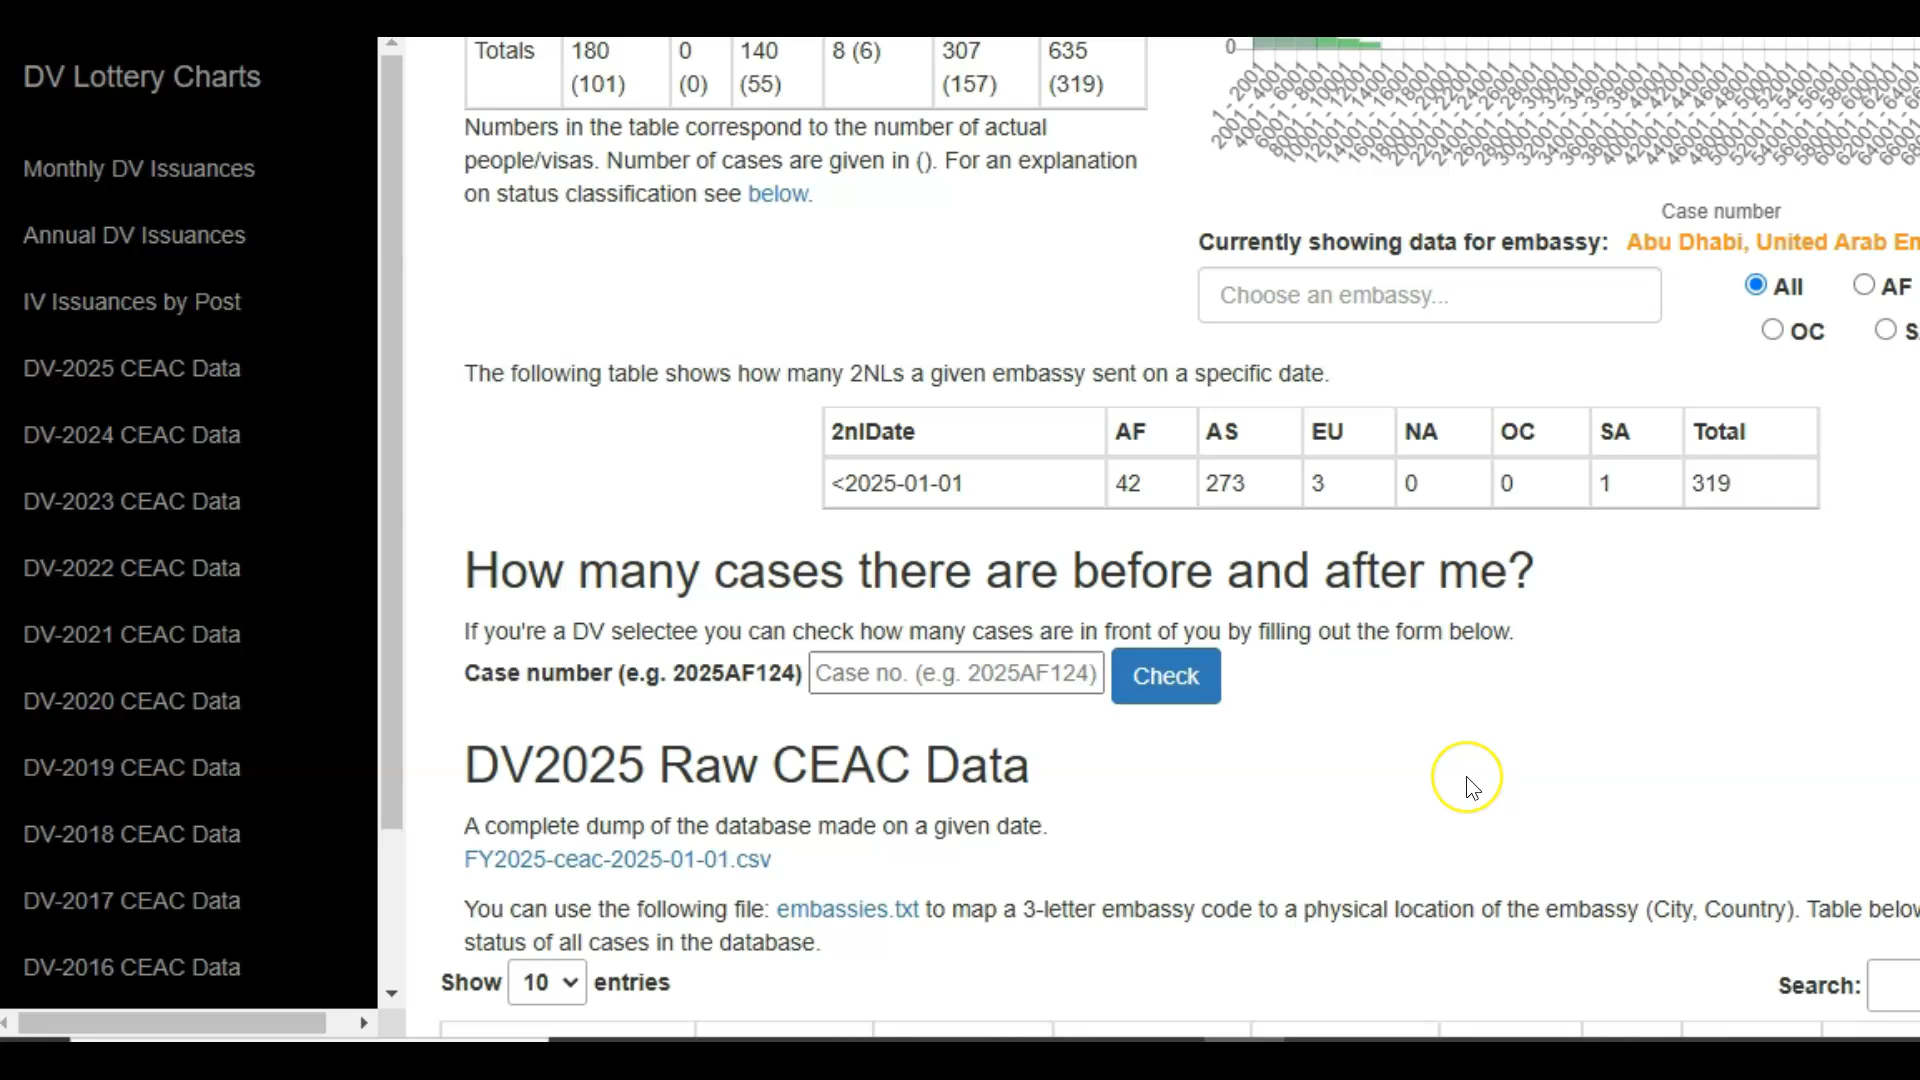 DV Lottery Charts
Monthly DV Issuances
Annual DV Issuances
IV Issuances by Post
DV-2025 CEAC Data
DV-2024 CEAC Data
DV-2023 CEAC Data
DV-2022 CEAC Data
DV-2021 CEAC Data
DV-2020 CEAC Data
DV-2019 CEAC Data
DV-2018 CEAC Data
DV-2017 CEAC Data
DV-2016 CEAC Data
Totals 180 0 140 8 (6) 307 635
(101) (0) (55) (157) (319)
Numbers in the table correspond to the number of actual
people/visas. Number of cases are given in (). For an explanation
on status classification see below.
0
1 - 2001
2001 - 4001
4001 - 6001
6001 - 8001
8001 - 10001
Case number
Currently showing data for embassy: Abu Dhabi, United Arab Em
Choose an embassy...
All AF
OC
The following table shows how many 2NLs a given embassy sent on a specific date.
2nlDate AF AS EU NA OC SA Total
<2025-01-01 42 273 3 0 0 1 319
How many cases there are before and after me?
If you're a DV selectee you can check how many cases are in front of you by filling out the form below.
Case number (e.g. 2025AF124) Case no. (e.g. 2025AF124) Check
DV2025 Raw CEAC Data
A complete dump of the database made on a given date.
FY2025-ceac-2025-01-01.csv
You can use the following file: embassies.txt to map a 3-letter embassy code to a physical location of the embassy (City, Country). Table below
status of all cases in the database.
Show 10 entries
Search: